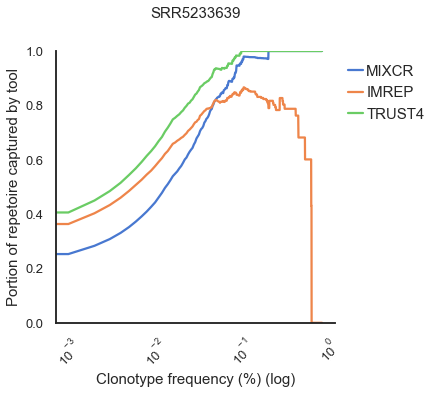 SRR5233639
Portion of repetoire captured by tool
1.0
0.8
0.6
0.4
0.2
0.0
10⁻³
10⁻²
10⁻¹
10⁰
Clonotype frequency (%) (log)
MIXCR
IMREP
TRUST4